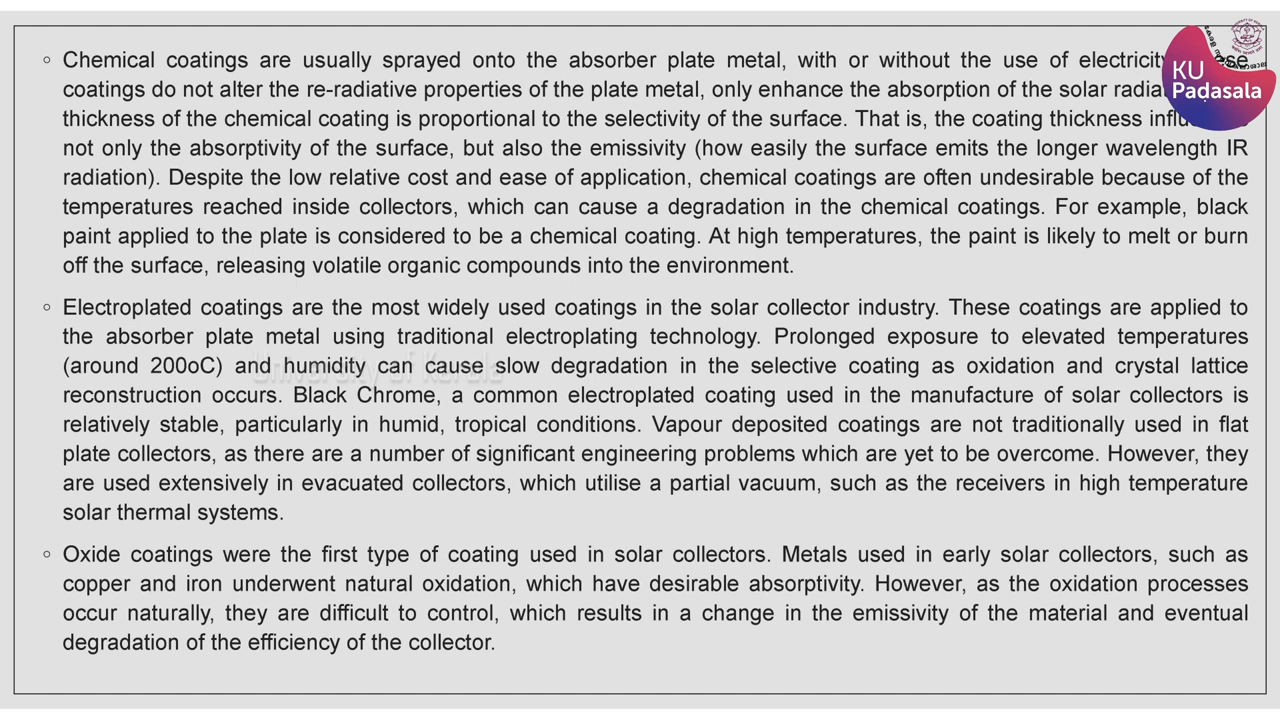 Chemical coatings are usually sprayed onto the absorber plate metal, with or without the use of electricity
coatings do not alter the re-radiative properties of the plate metal, only enhance the absorption of the solar
thickness of the chemical coating is proportional to the selectivity of the surface. That is, the coating thickness
not only the absorptivity of the surface, but also the emissivity (how easily the surface emits the longer wavelength IR
radiation). Despite the low relative cost and ease of application, chemical coatings are often undesirable because of the
temperatures reached inside collectors, which can cause a degradation in the chemical coatings. For example, black
paint applied to the plate is considered to be a chemical coating. At high temperatures, the paint is likely to melt or burn
off the surface, releasing volatile organic compounds into the environment.
Electroplated coatings are the most widely used coatings in the solar collector industry. These coatings are applied to
the absorber plate metal using traditional electroplating technology. Prolonged exposure to elevated temperatures
(around 200oC) and humidity can cause slow degradation in the selective coating as oxidation and crystal lattice
reconstruction occurs. Black Chrome, a common electroplated coating used in the manufacture of solar collectors is
relatively stable, particularly in humid, tropical conditions. Vapour deposited coatings are not traditionally used in flat
plate collectors, as there are a number of significant engineering problems which are yet to be overcome. However, they
are used extensively in evacuated collectors, which utilise a partial vacuum, such as the receivers in high temperature
solar thermal systems.
Oxide coatings were the first type of coating used in solar collectors. Metals used in early solar collectors, such as
copper and iron underwent natural oxidation, which have desirable absorptivity. However, as the oxidation processes
occur naturally, they are difficult to control, which results in a change in the emissivity of the material and eventual
degradation of the efficiency of the collector.
KU
Paḍasala
University of Kerala